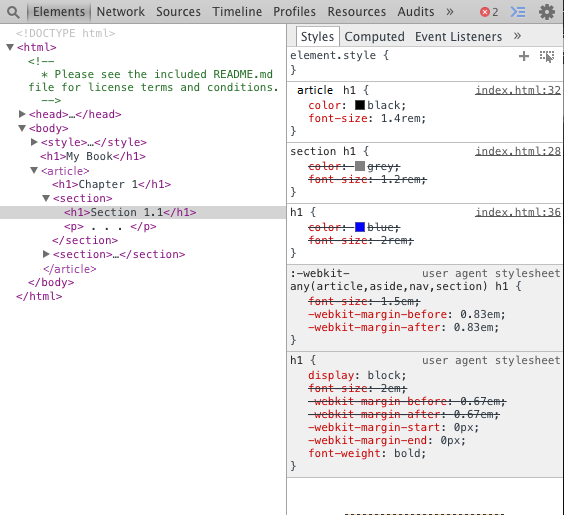 Elements Network Sources Timeline Profiles Resources Audits » 2
<!DOCTYPE html>
▼<html>
<!--
* Please see the included README.md
file for license terms and conditions.
-->
▶<head>…</head>
▼<body>
▶<style>…</style>
<h1>My Book</h1>
▼<article>
<h1>Chapter 1</h1>
▼<section>
<h1>Section 1.1</h1>
<p> . . . </p>
</section>
▶<section>…</section>
</article>
</body>
</html>
Styles Computed Event Listeners »
element.style {
}
article h1 { index.html:32
color: black;
font-size: 1.4rem;
}
section h1 { index.html:28
color: grey;
font-size: 1.2rem;
}
h1 { index.html:36
color: blue;
font-size: 2rem;
}
:-webkit- user agent stylesheet
any(article,aside,nav,section) h1 {
font-size: 1.5em;
-webkit-margin-before: 0.83em;
-webkit-margin-after: 0.83em;
}
h1 { user agent stylesheet
display: block;
font-size: 2em;
-webkit-margin-before: 0.67em;
-webkit-margin-after: 0.67em;
-webkit-margin-start: 0px;
-webkit-margin-end: 0px;
font-weight: bold;
}